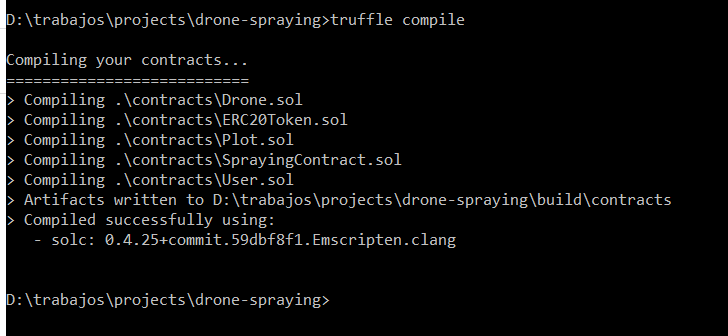 D:\trabajos\projects\drone-spraying>truffle compile
Compiling your contracts...
===========================
> Compiling .\contracts\Drone.sol
> Compiling .\contracts\ERC20Token.sol
> Compiling .\contracts\Plot.sol
> Compiling .\contracts\SprayingContract.sol
> Compiling .\contracts\User.sol
> Artifacts written to D:\trabajos\projects\drone-spraying\build\contracts
> Compiled successfully using:
   - solc: 0.4.25+commit.59dbf8f1.Emscripten.clang
D:\trabajos\projects\drone-spraying>